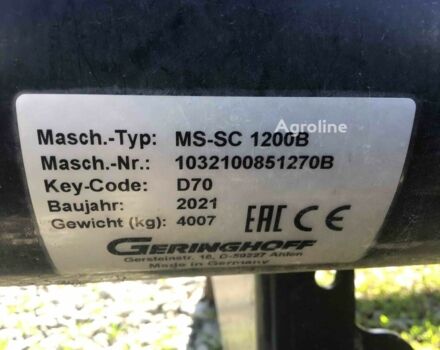 Agroline
Masch.-Typ: MS-SC 1200B
Masch.-Nr.: 1032100851270B
Key-Code: D70
Baujahr: 2021
Gewicht (kg): 4007
EAC CE
GERINGHOFF
Gersteinstr. 18, D-59227 Ahlen
Made in Germany